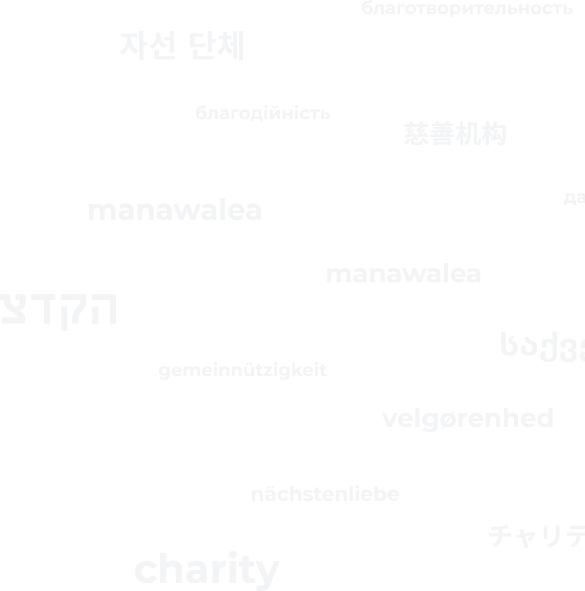 благотворительность
자선 단체
благодійність
慈善机构
да
manawalea
manawalea
הקדצ
საქვე
gemeinnützigkeit
velgørenhed
nächstenliebe
チャリテ
charity